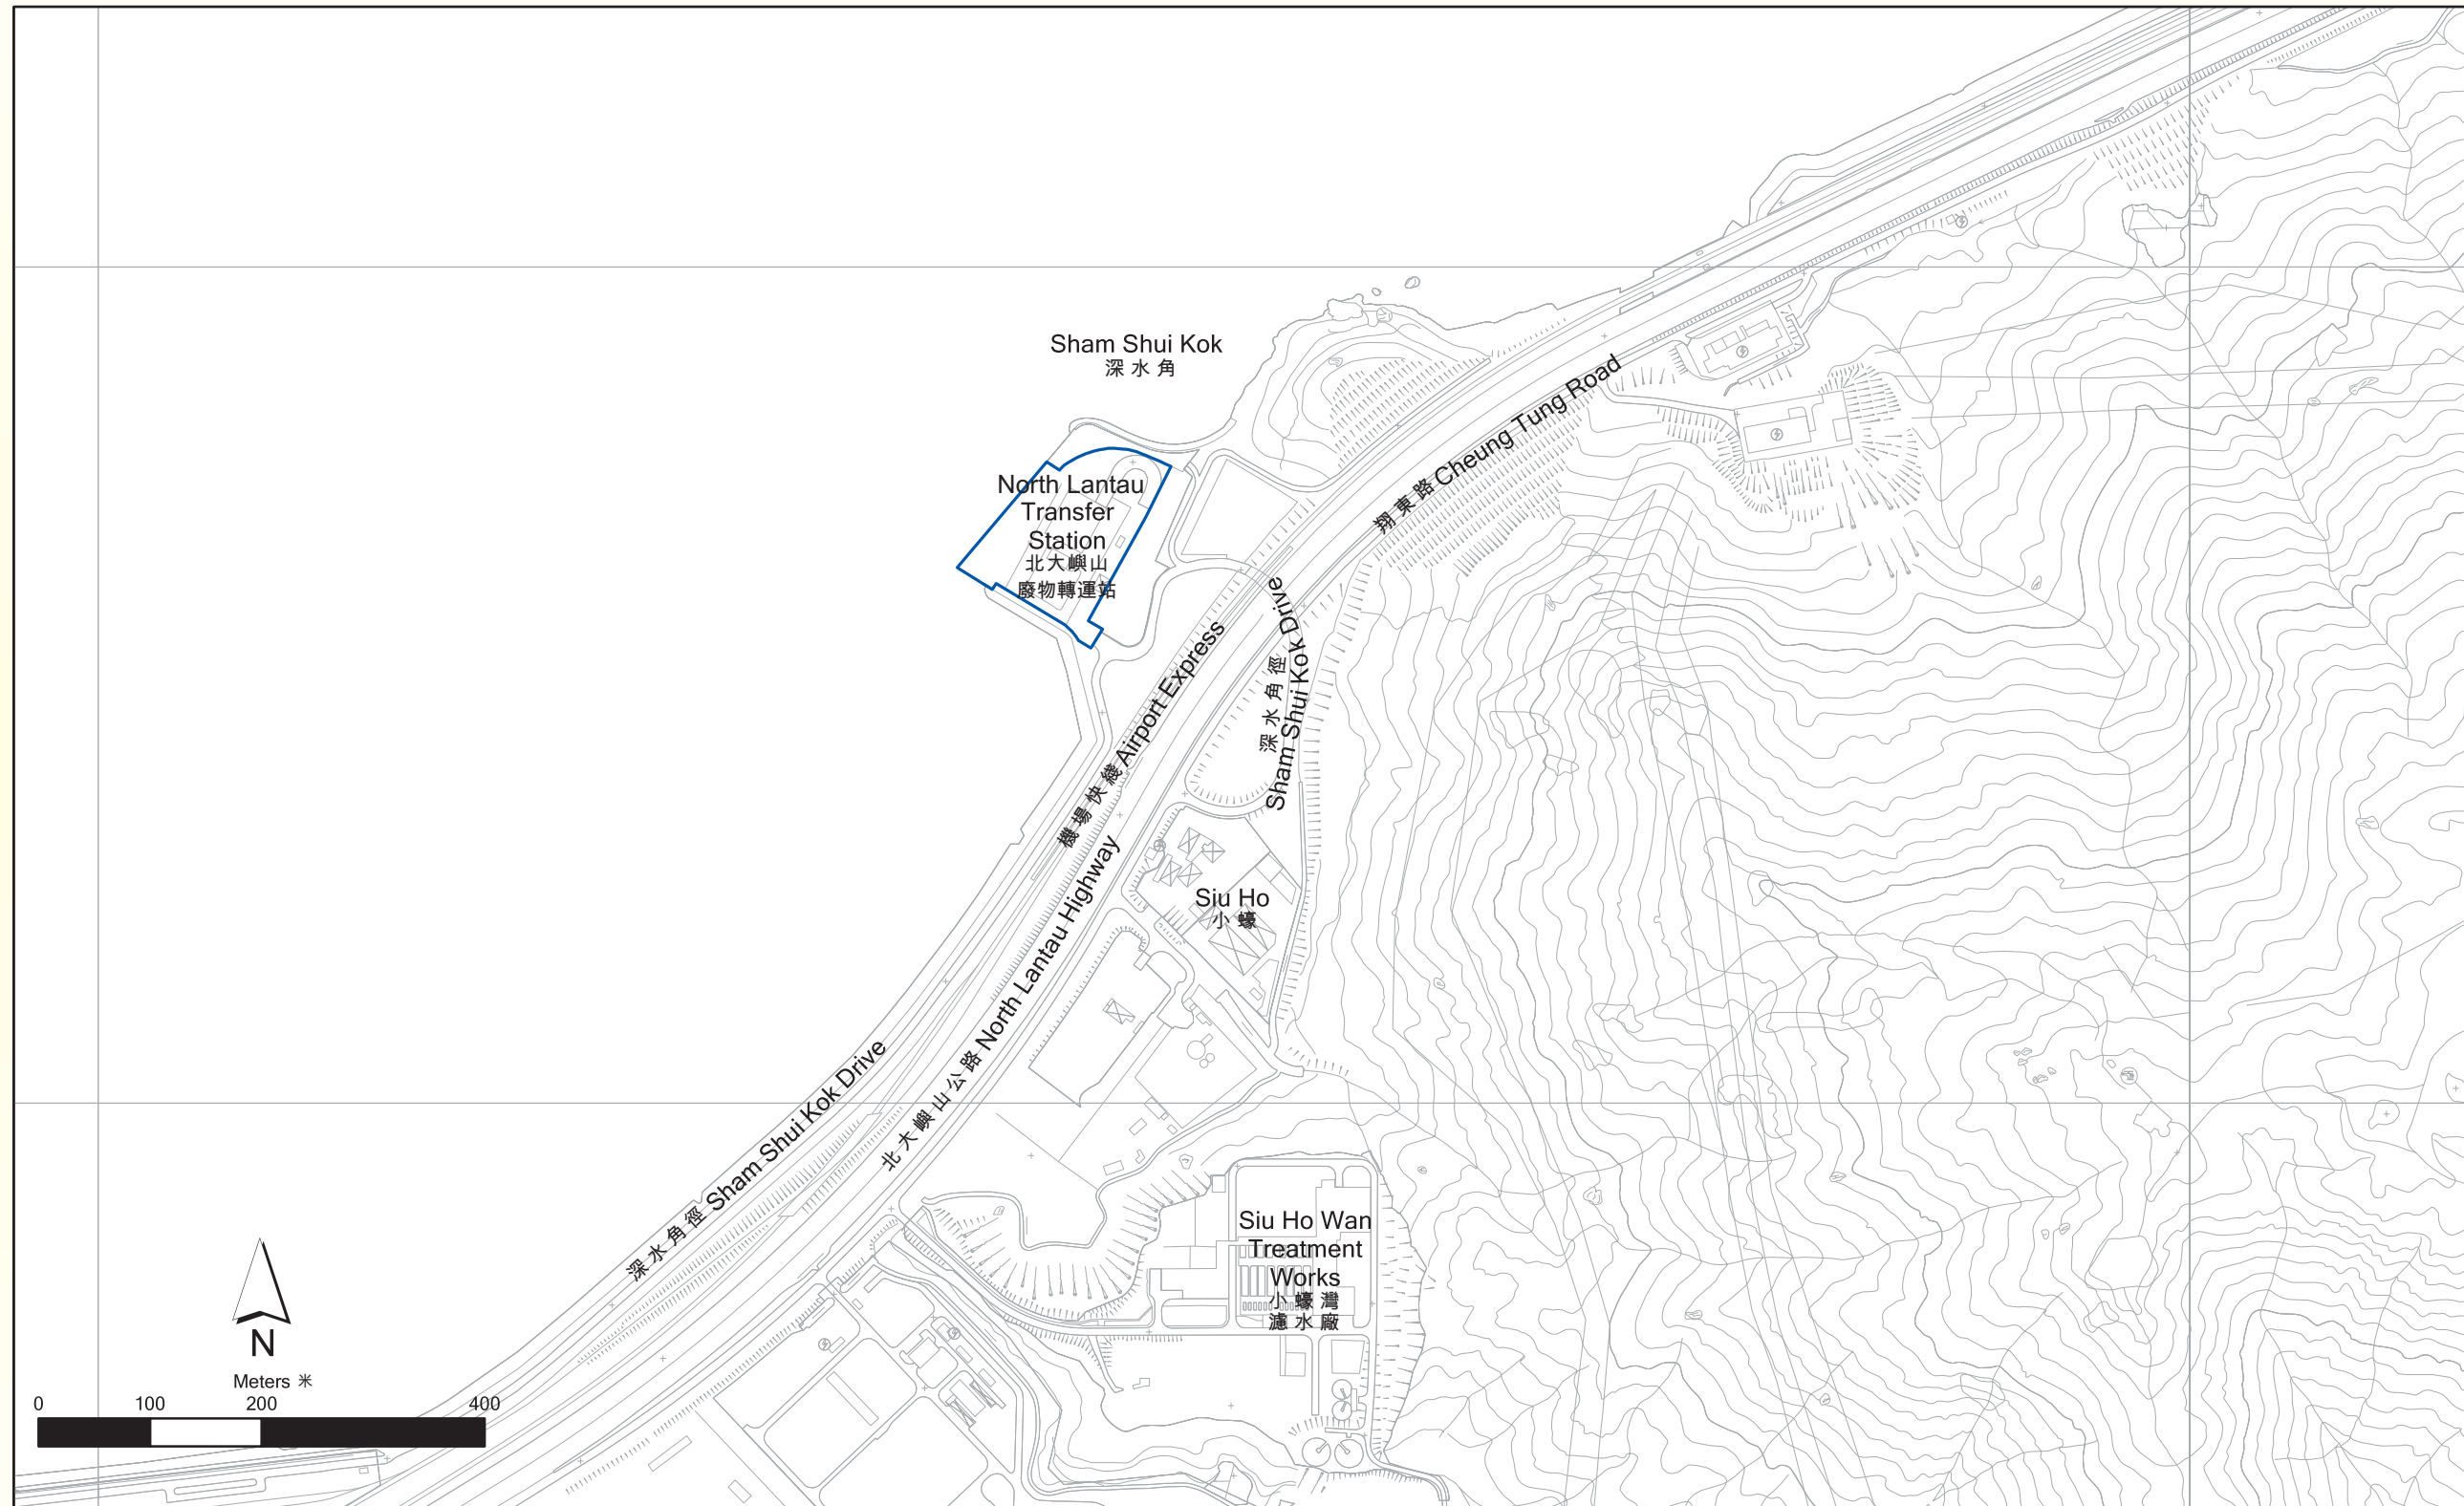 Sham Shui Kok
深水角
North Lantau
Transfer
Station
北大嶼山
廢物轉運站
翔東路 Cheung Tung Road
深水角徑
Sham Shui Kok Drive
機場快綫 Airport Express
北大嶼山公路 North Lantau Highway
Siu Ho
小蠔
深水角徑 Sham Shui Kok Drive
Siu Ho Wan
Treatment
Works
小蠔灣
濾水廠
N
Meters 米
0 100 200 400